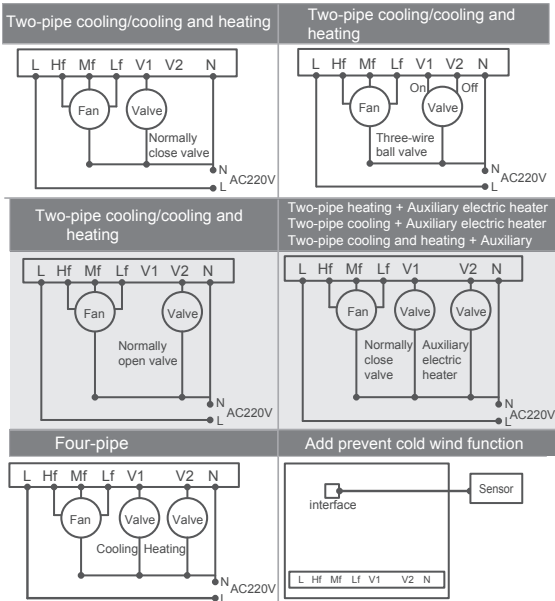 Two-pipe cooling/cooling and heating
L Hf Mf Lf V1 V2 N
Fan
Valve
Normally
close valve
N
AC220V
L
Two-pipe cooling/cooling and
heating
L Hf Mf Lf V1 V2 N
On
Off
Fan
Valve
Three-wire
ball valve
N
AC220V
L
Two-pipe cooling/cooling and
heating
L Hf Mf Lf V1 V2 N
Fan
Valve
Normally
open valve
N
AC220V
L
Two-pipe heating + Auxiliary electric heater
Two-pipe cooling + Auxiliary electric heater
Two-pipe cooling and heating + Auxiliary
L Hf Mf Lf V1 V2 N
Fan
Valve
Valve
Normally
close
valve
Auxiliary
electric
heater
N
AC220V
L
Four-pipe
L Hf Mf Lf V1 V2 N
Fan
Valve
Valve
Cooling
Heating
N
AC220V
L
Add prevent cold wind function
interface
Sensor
L Hf Mf Lf V1 V2 N